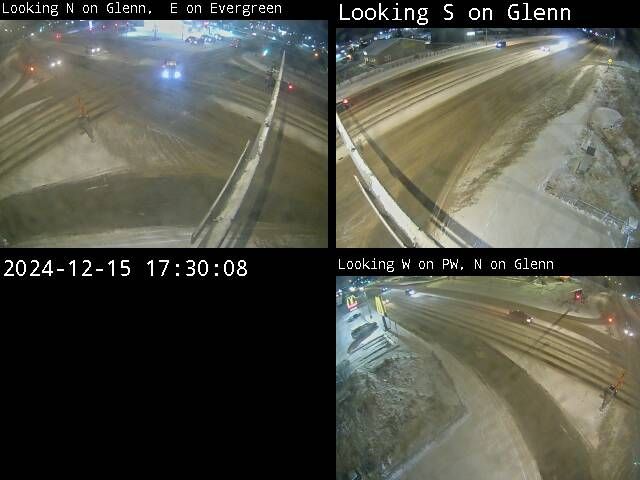 Looking N on Glenn,  E on Evergreen
Looking S on Glenn
2024-12-15 17:30:08
Looking W on PW, N on Glenn